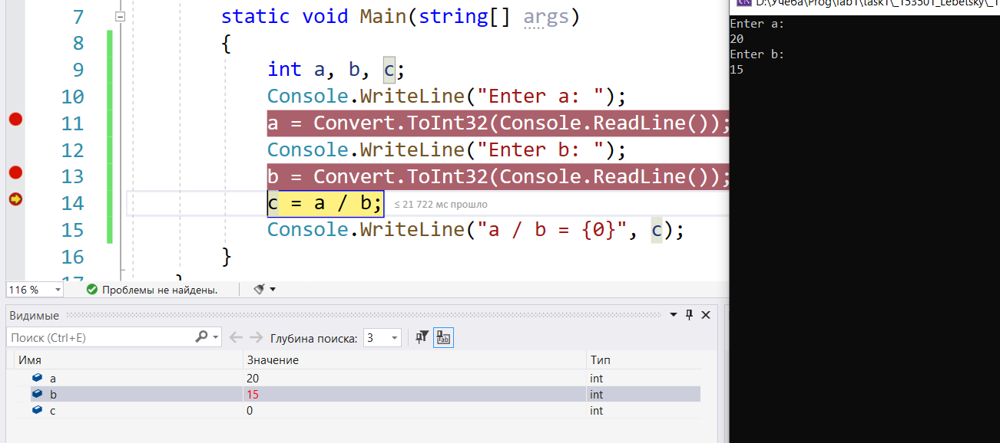 7 static void Main(string[] args)
8 {
9 int a, b, c;
10 Console.WriteLine("Enter a: ");
11 a = Convert.ToInt32(Console.ReadLine());
12 Console.WriteLine("Enter b: ");
13 b = Convert.ToInt32(Console.ReadLine());
14 c = a / b; ≤ 21 722 мс прошло
15 Console.WriteLine("a / b = {0}", c);
16 }
17 }
116 % Проблемы не найдены.
Видимые
Поиск (Ctrl+E) Глубина поиска: 3
Имя Значение Тип
a 20 int
b 15 int
c 0 int
D:\Учеба\Prog\lab1\task1\_153501_Lebetsky\_1
Enter a:
20
Enter b:
15